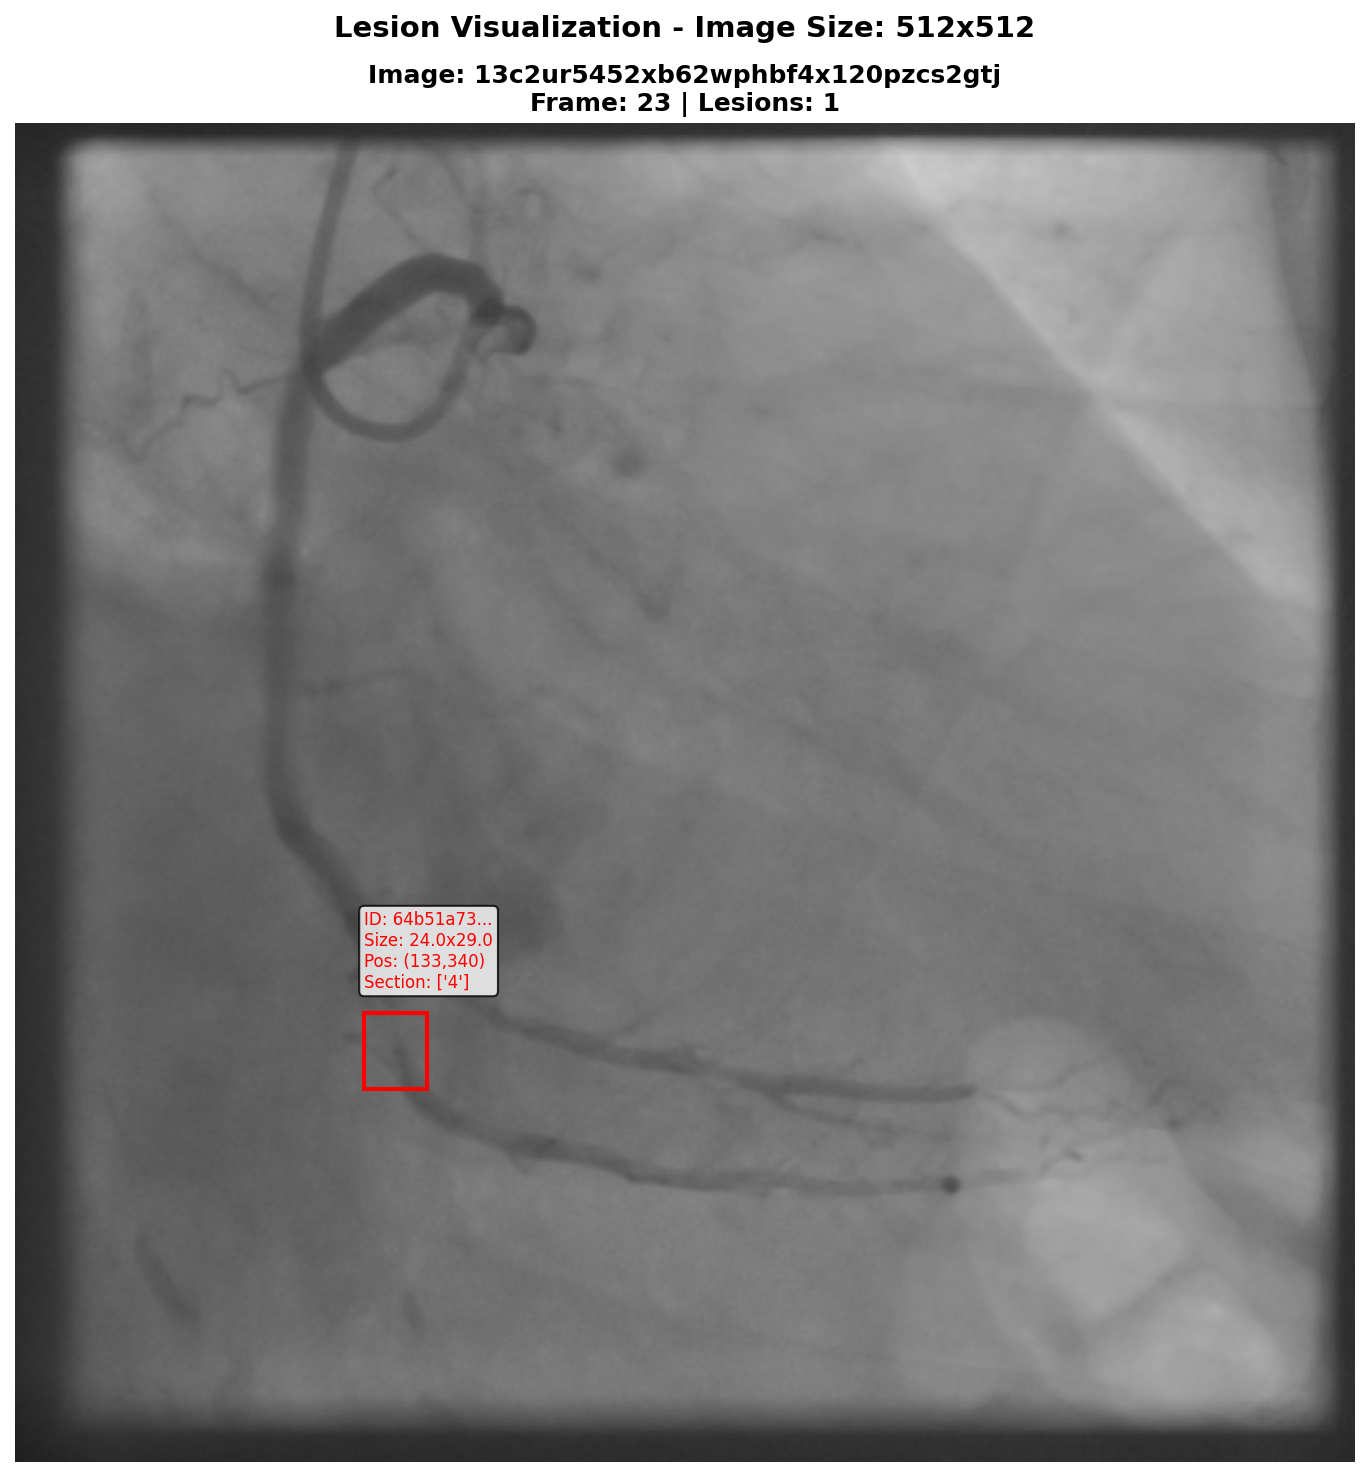 Lesion Visualization - Image Size: 512x512
Image: 13c2ur5452xb62wphbf4x120pzcs2gtj
Frame: 23 | Lesions: 1
ID: 64b51a73...
Size: 24.0x29.0
Pos: (133,340)
Section: ['4']